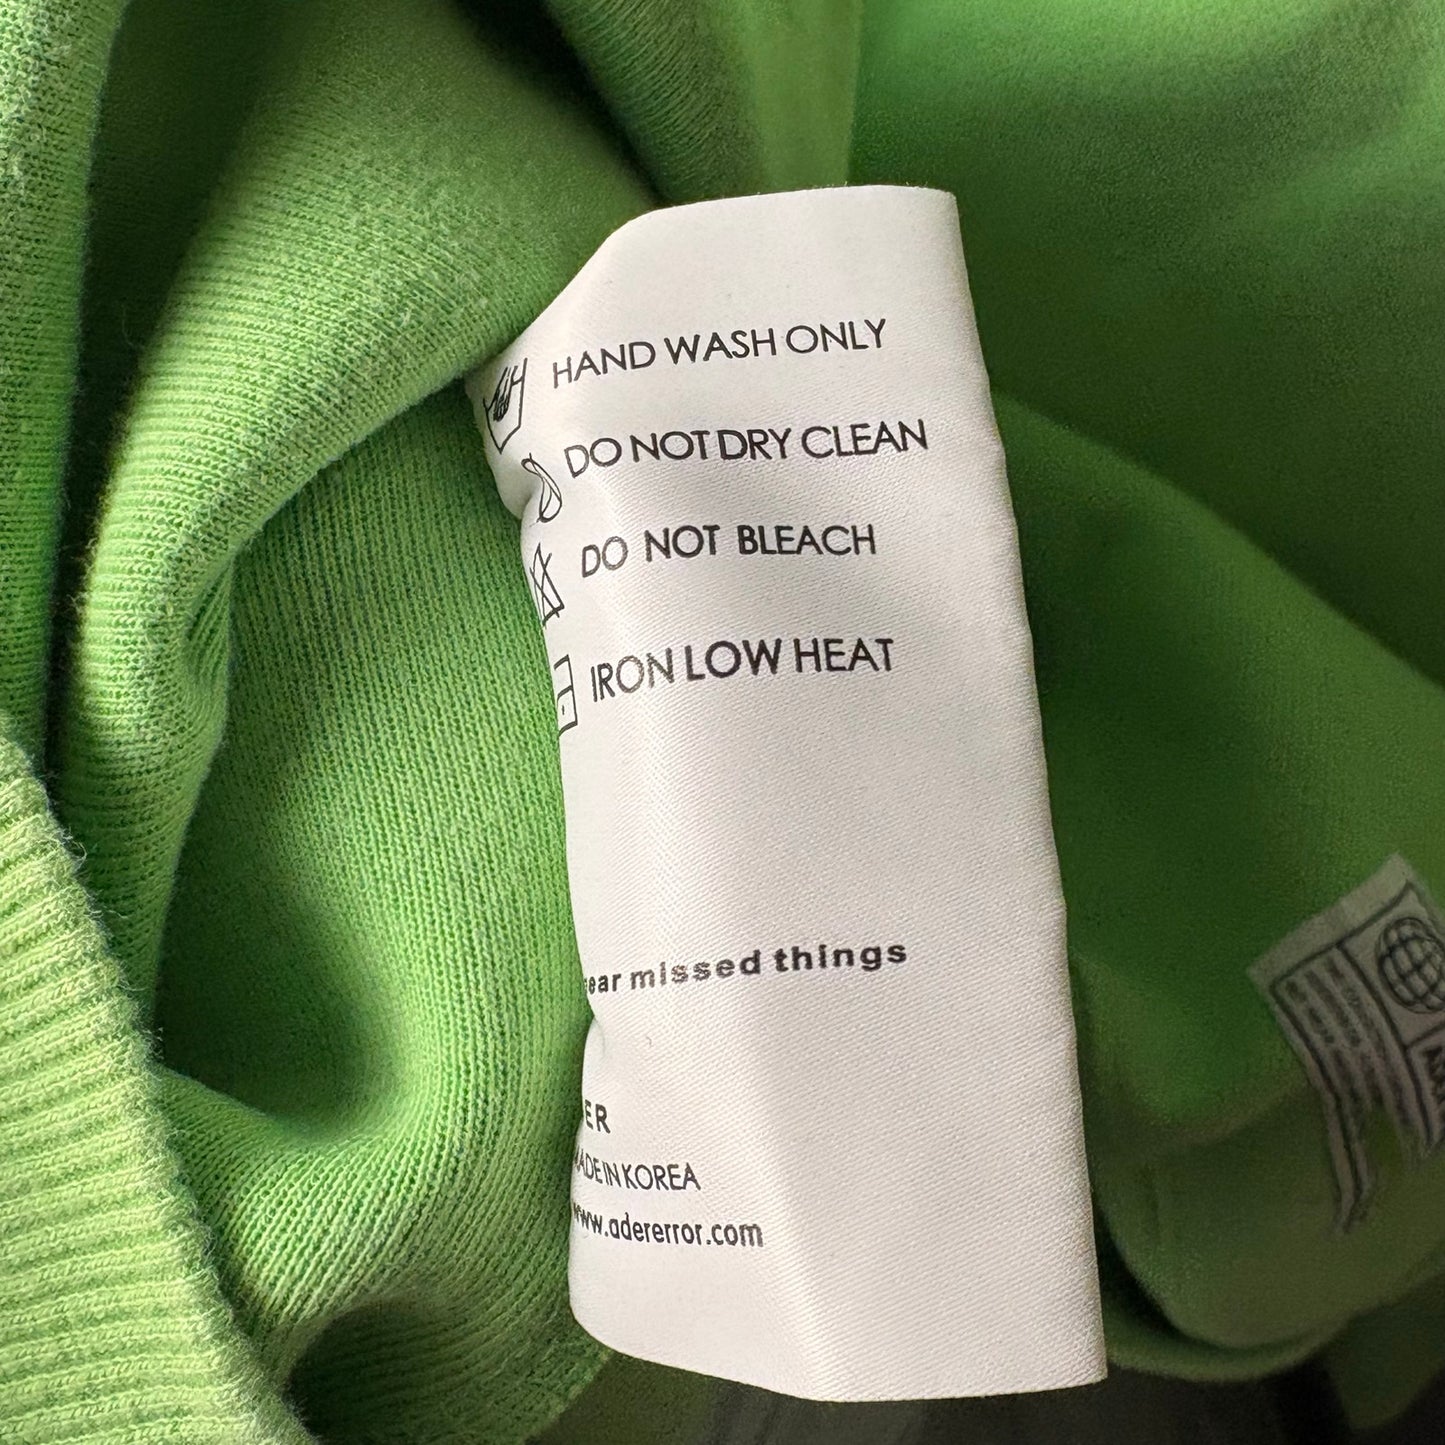 HAND WASH ONLY
DO NOT DRY CLEAN
DO NOT BLEACH
IRON LOW HEAT
ear missed things
ER
MADE IN KOREA
www.adererror.com